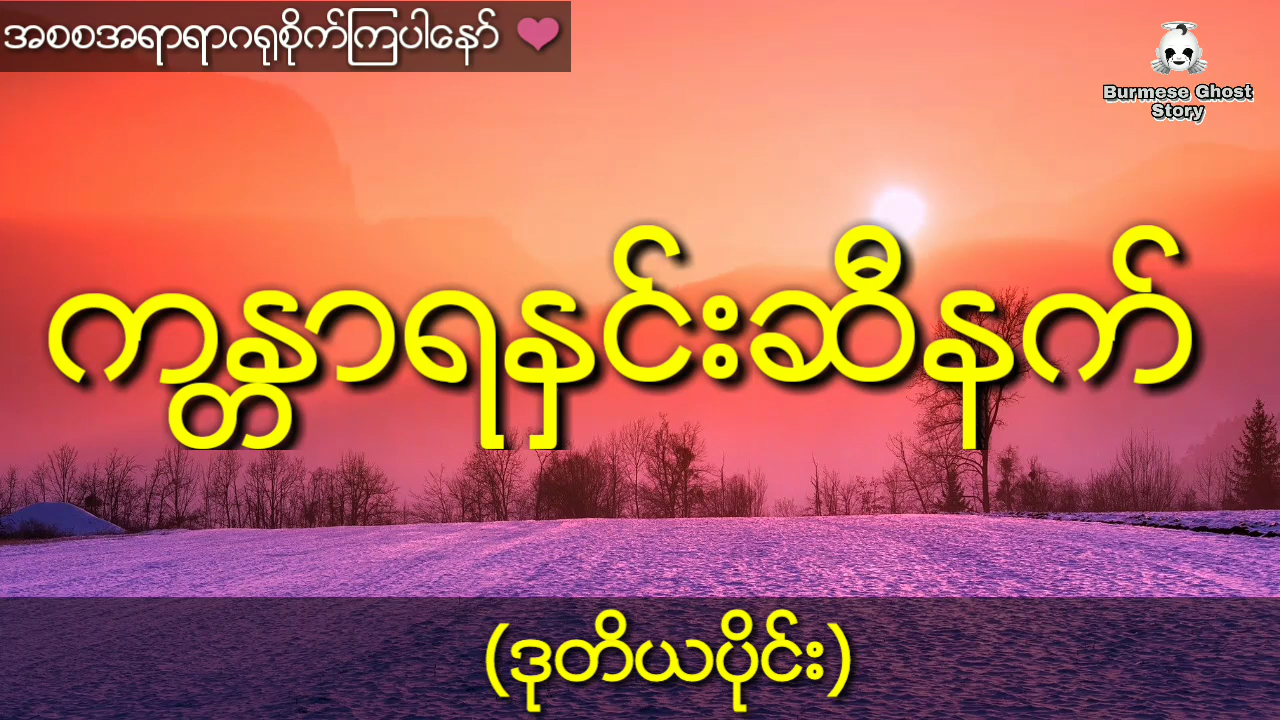 အစစအရာရာဂရုစိုက်ကြပါနော် ❤
Burmese Ghost
Story
ကန္တာရနှင်းဆီနက်
(ဒုတိယပိုင်း)